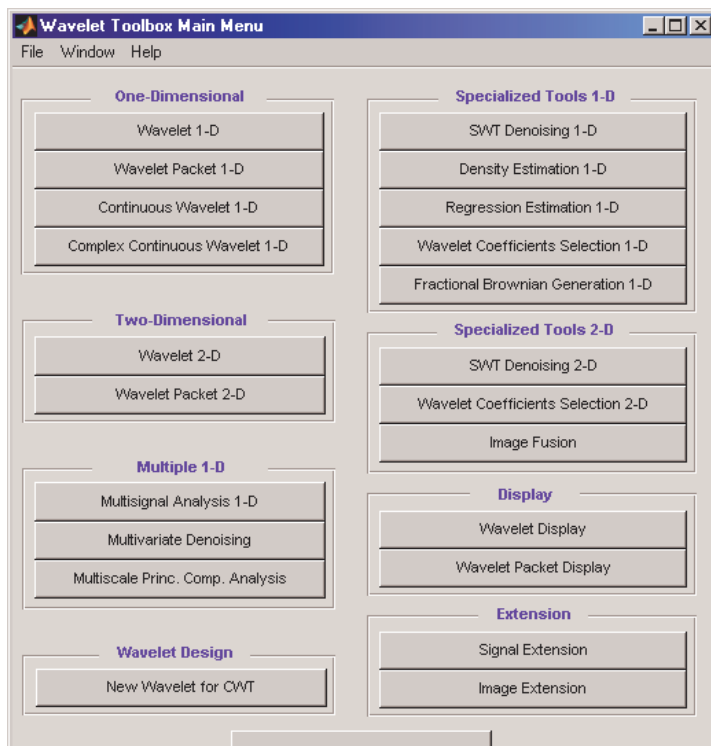 Wavelet Toolbox Main Menu
File Window Help
One-Dimensional
Wavelet 1-D
Wavelet Packet 1-D
Continuous Wavelet 1-D
Complex Continuous Wavelet 1-D
Two-Dimensional
Wavelet 2-D
Wavelet Packet 2-D
Multiple 1-D
Multisignal Analysis 1-D
Multivariate Denoising
Multiscale Princ. Comp. Analysis
Wavelet Design
New Wavelet for CWT
Specialized Tools 1-D
SWT Denoising 1-D
Density Estimation 1-D
Regression Estimation 1-D
Wavelet Coefficients Selection 1-D
Fractional Brownian Generation 1-D
Specialized Tools 2-D
SWT Denoising 2-D
Wavelet Coefficients Selection 2-D
Image Fusion
Display
Wavelet Display
Wavelet Packet Display
Extension
Signal Extension
Image Extension